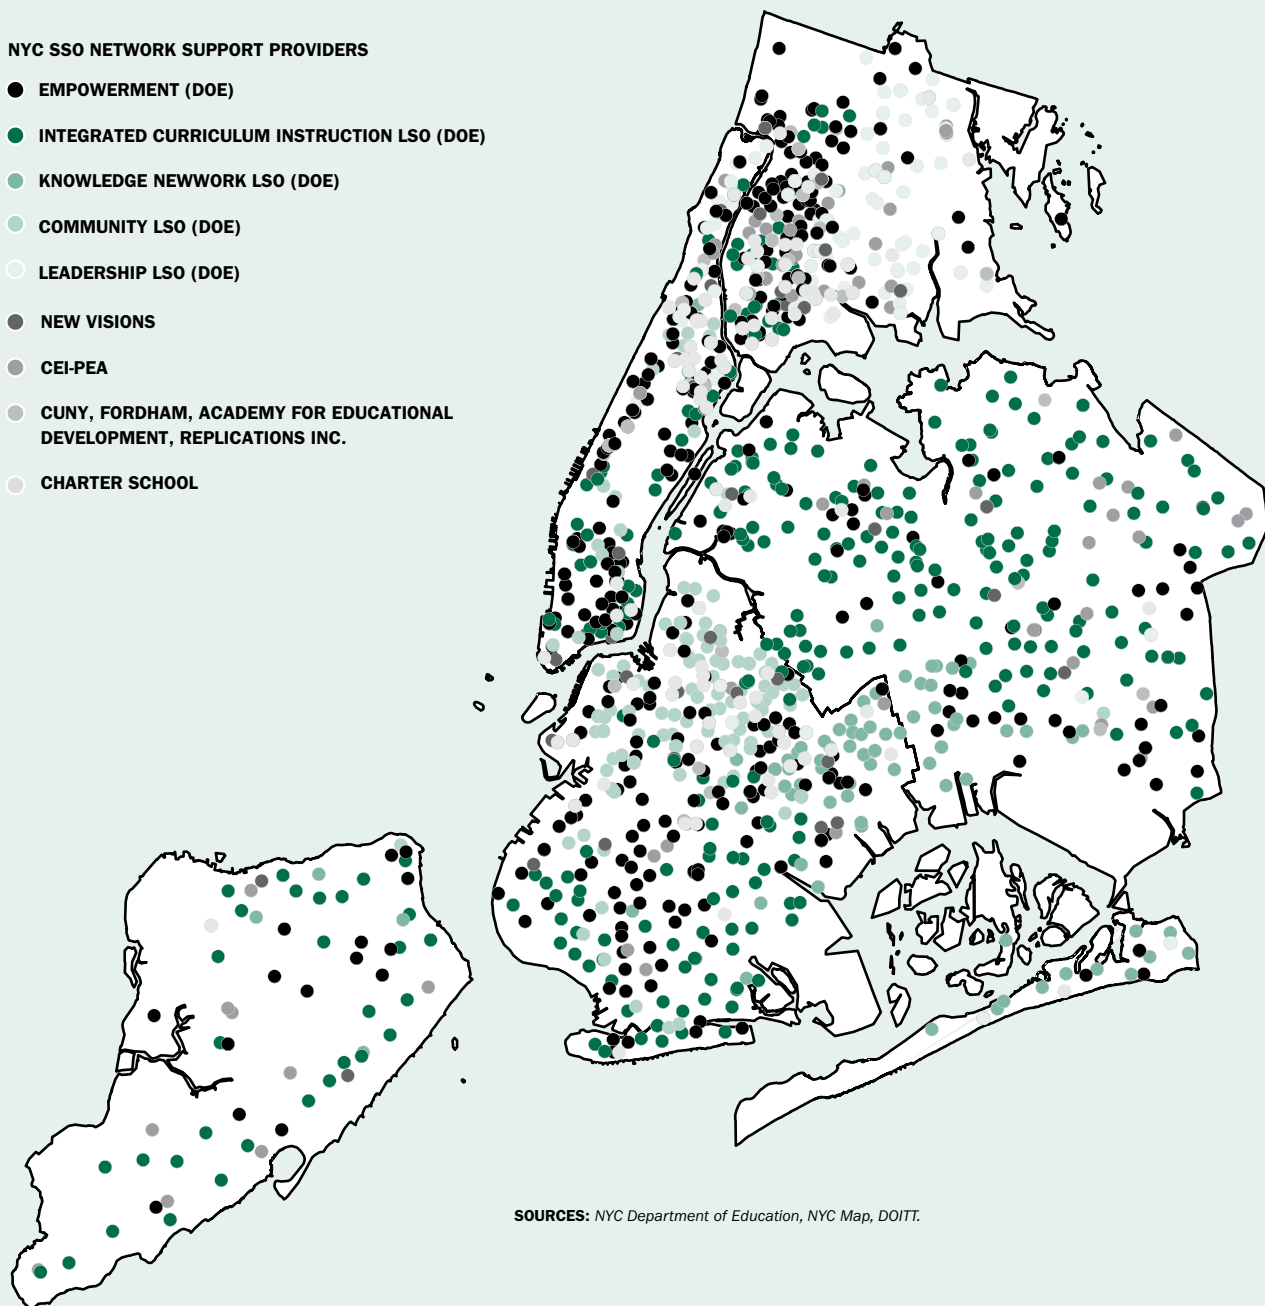 NYC SSO NETWORK SUPPORT PROVIDERS
EMPOWERMENT (DOE)
INTEGRATED CURRICULUM INSTRUCTION LSO (DOE)
KNOWLEDGE NEWWORK LSO (DOE)
COMMUNITY LSO (DOE)
LEADERSHIP LSO (DOE)
NEW VISIONS
CEI-PEA
CUNY, FORDHAM, ACADEMY FOR EDUCATIONAL
DEVELOPMENT, REPLICATIONS INC.
CHARTER SCHOOL
SOURCES: NYC Department of Education, NYC Map, DOITT.